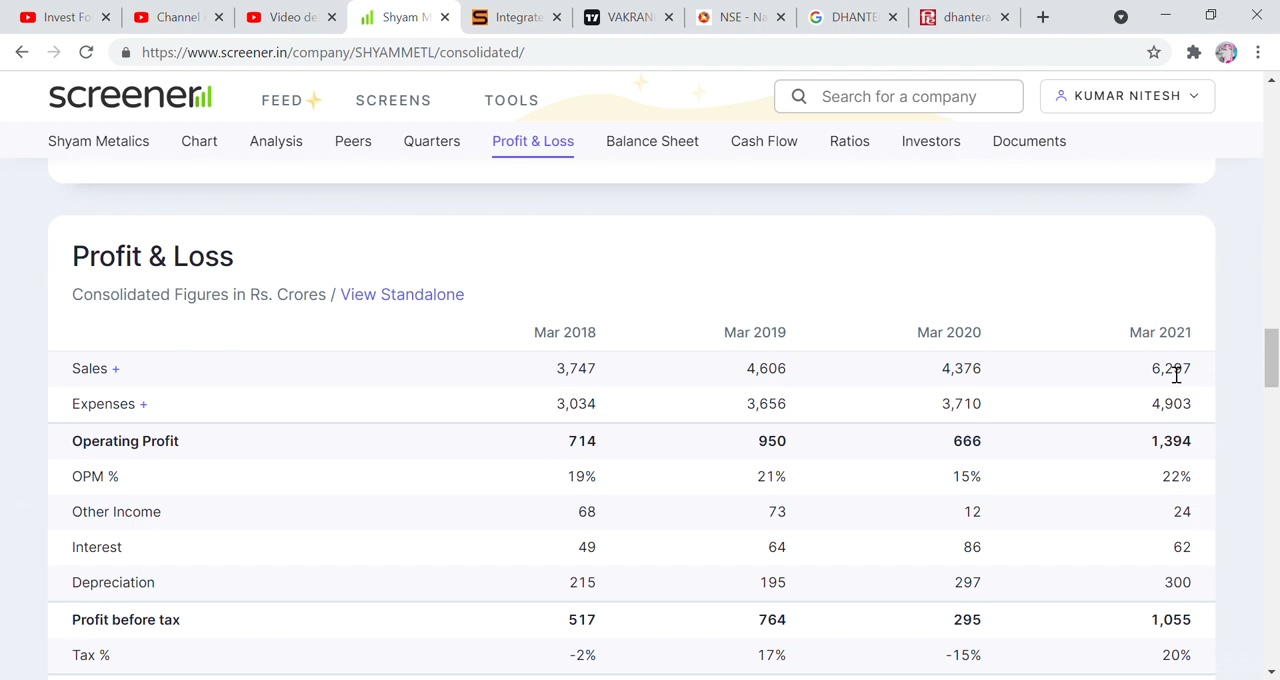 Invest Fo
Channel
Video de
Shyam M
Integrate
VAKRAN
NSE - Na
DHANTE
dhantera
https://www.screener.in/company/SHYAMMETL/consolidated/
screener
FEED
SCREENS
TOOLS
Search for a company
KUMAR NITESH
Shyam Metalics Chart Analysis Peers Quarters Profit & Loss Balance Sheet Cash Flow Ratios Investors Documents
Profit & Loss
Consolidated Figures in Rs. Crores / View Standalone
Mar 2018 Mar 2019 Mar 2020 Mar 2021
Sales + 3,747 4,606 4,376 6,297
Expenses + 3,034 3,656 3,710 4,903
Operating Profit 714 950 666 1,394
OPM % 19% 21% 15% 22%
Other Income 68 73 12 24
Interest 49 64 86 62
Depreciation 215 195 297 300
Profit before tax 517 764 295 1,055
Tax % -2% 17% -15% 20%